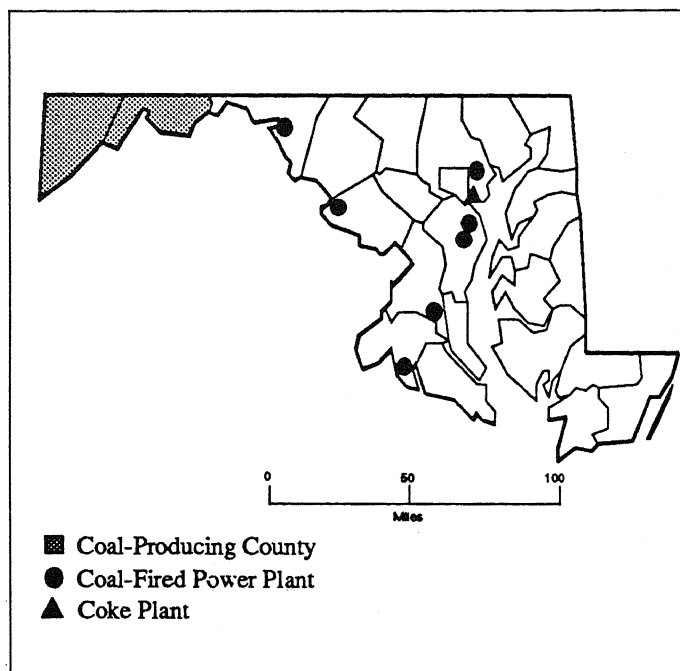 0 50 100
Miles
Coal-Producing County
Coal-Fired Power Plant
Coke Plant